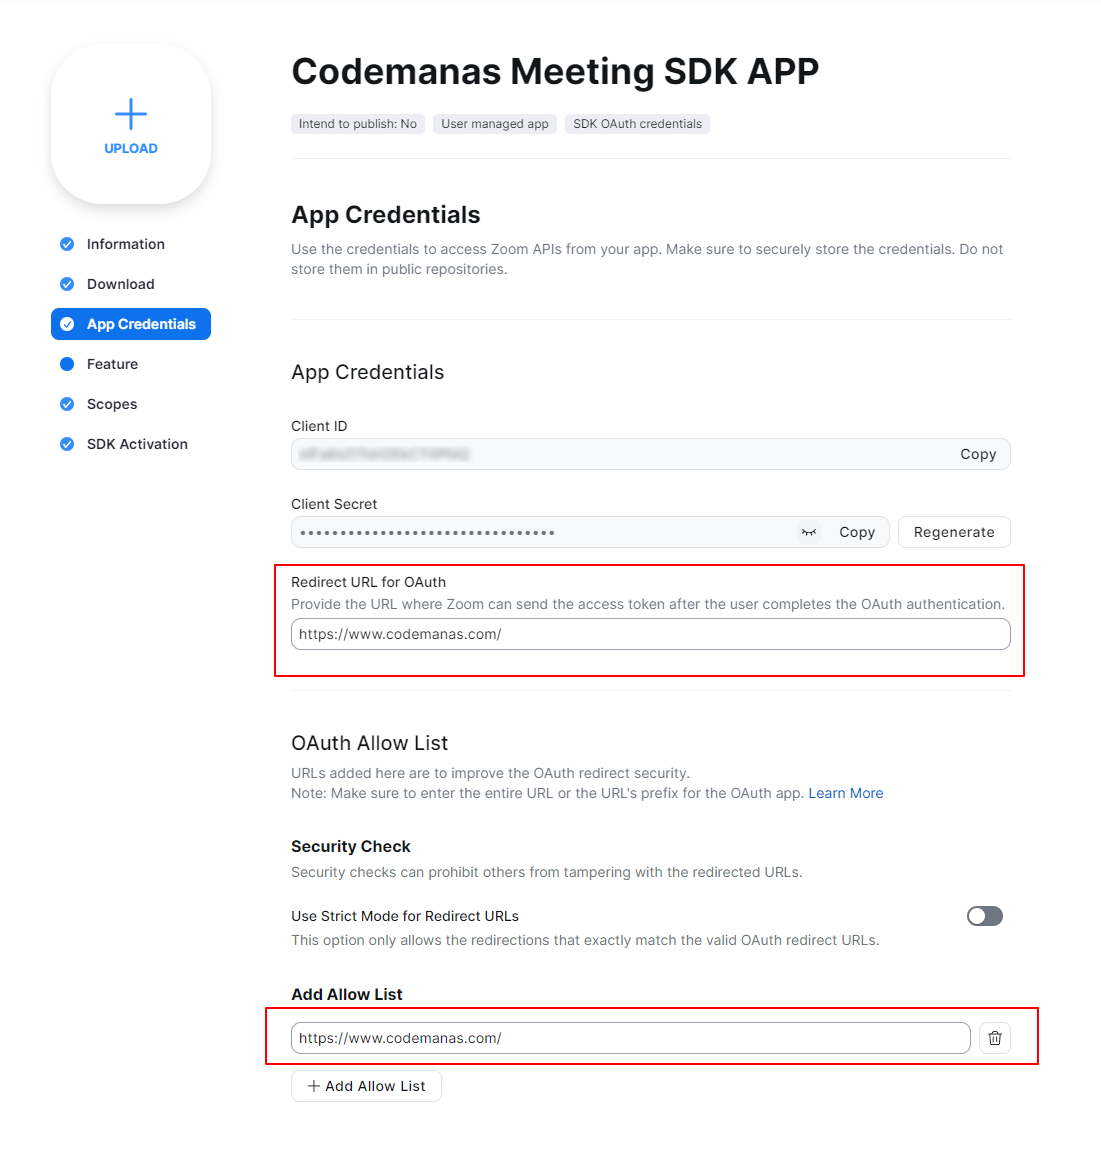 Codemanas Meeting SDK APP
UPLOAD
Intend to publish: No
User managed app
SDK OAuth credentials
Information
Download
App Credentials
Feature
Scopes
SDK Activation
App Credentials
Use the credentials to access Zoom APIs from your app. Make sure to securely store the credentials. Do not
store them in public repositories.
App Credentials
Client ID
Copy
Client Secret
Copy
Regenerate
Redirect URL for OAuth
Provide the URL where Zoom can send the access token after the user completes the OAuth authentication.
https://www.codemanas.com/
OAuth Allow List
URLs added here are to improve the OAuth redirect security.
Note: Make sure to enter the entire URL or the URL's prefix for the OAuth app. Learn More
Security Check
Security checks can prohibit others from tampering with the redirected URLs.
Use Strict Mode for Redirect URLs
This option only allows the redirections that exactly match the valid OAuth redirect URLs.
Add Allow List
https://www.codemanas.com/
Add Allow List